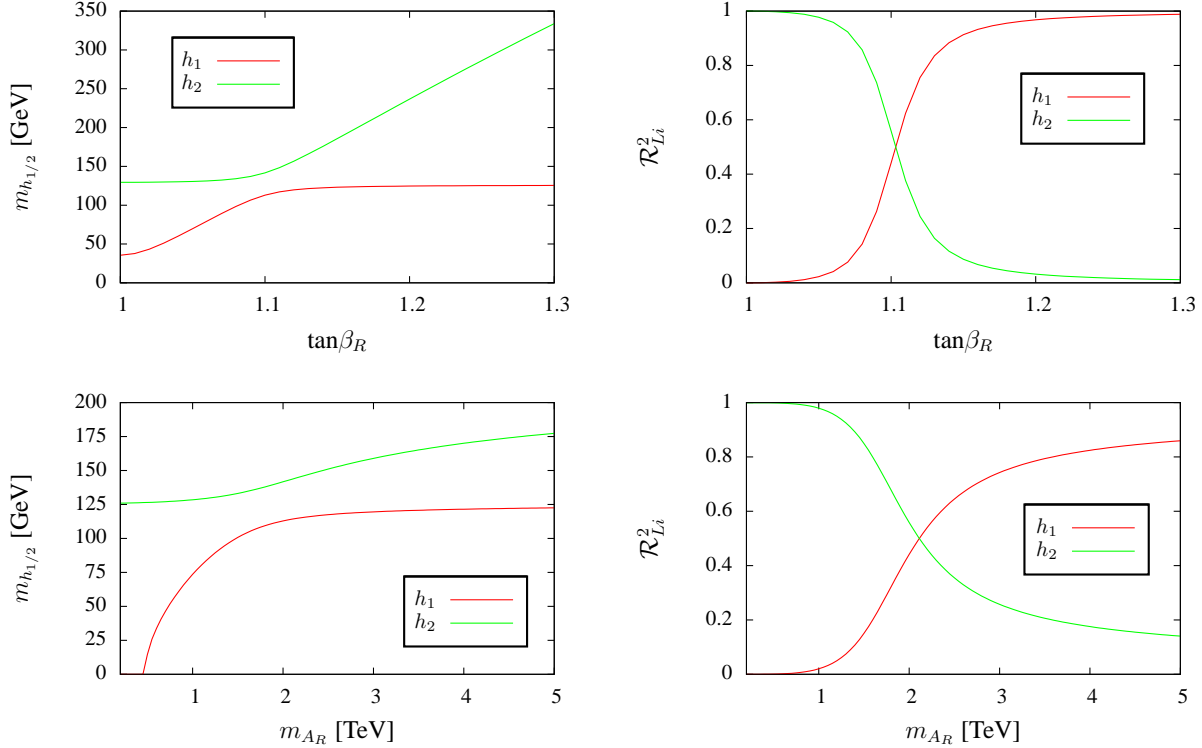 350
300
250
200
150
100
50
0
1
1.1
1.2
1.3
m_{h_{1/2}} [GeV]
tanβ_R
h_1
h_2
1
0.8
0.6
0.4
0.2
0
1
1.1
1.2
1.3
ℛ²_{Li}
tanβ_R
h_1
h_2
200
175
150
125
100
75
50
25
0
1
2
3
4
5
m_{h_{1/2}} [GeV]
m_{A_R} [TeV]
h_1
h_2
1
0.8
0.6
0.4
0.2
0
1
2
3
4
5
ℛ²_{Li}
m_{A_R} [TeV]
h_1
h_2